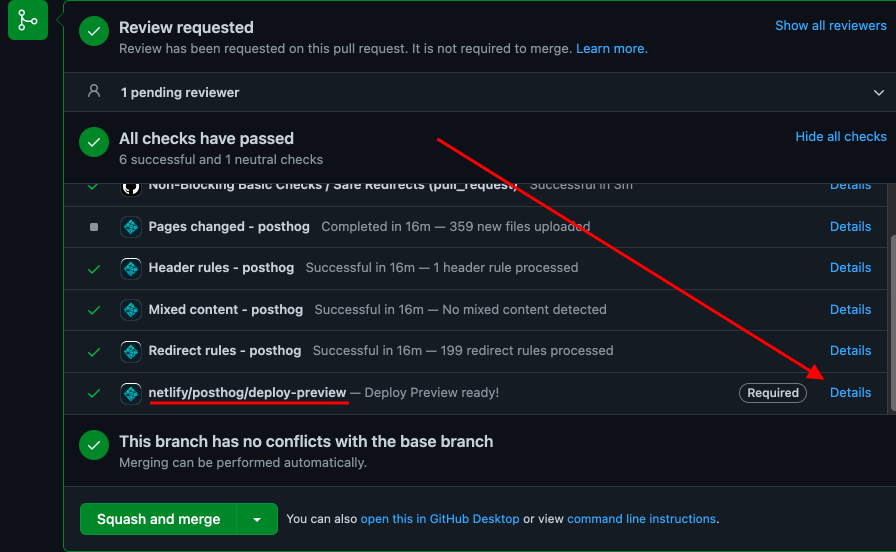 Review requested
Show all reviewers
Review has been requested on this pull request. It is not required to merge. Learn more.
1 pending reviewer
All checks have passed
Hide all checks
6 successful and 1 neutral checks
Non-Blocking Basic Checks / Safe Redirects (pull_request) Successful in 3m Details
Pages changed - posthog Completed in 16m — 359 new files uploaded Details
Header rules - posthog Successful in 16m — 1 header rule processed Details
Mixed content - posthog Successful in 16m — No mixed content detected Details
Redirect rules - posthog Successful in 16m — 199 redirect rules processed Details
netlify/posthog/deploy-preview — Deploy Preview ready! Required Details
This branch has no conflicts with the base branch
Merging can be performed automatically.
Squash and merge You can also open this in GitHub Desktop or view command line instructions.